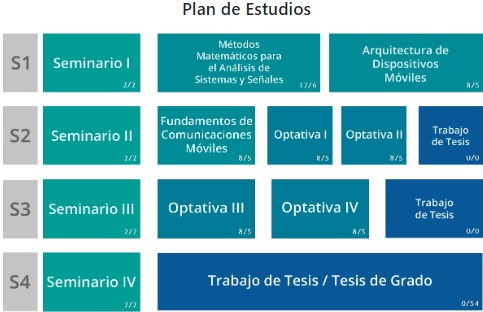 Plan de Estudios
S1
Seminario I
2/2
Métodos
Matemáticos para
el Análisis de
Sistemas y Señales
12/6
Arquitectura de
Dispositivos
Móviles
8/5
S2
Seminario II
2/2
Fundamentos de
Comunicaciones
Móviles
8/5
Optativa I
8/5
Optativa II
8/5
Trabajo
de Tesis
0/0
S3
Seminario III
2/2
Optativa III
8/5
Optativa IV
8/5
Trabajo
de Tesis
0/0
S4
Seminario IV
2/2
Trabajo de Tesis / Tesis de Grado
0/54